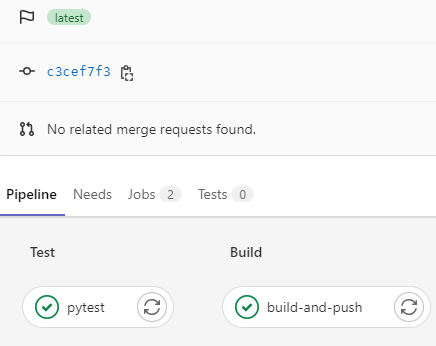 latest
c3cef7f3
No related merge requests found.
Pipeline Needs Jobs 2 Tests 0
Test Build
pytest build-and-push